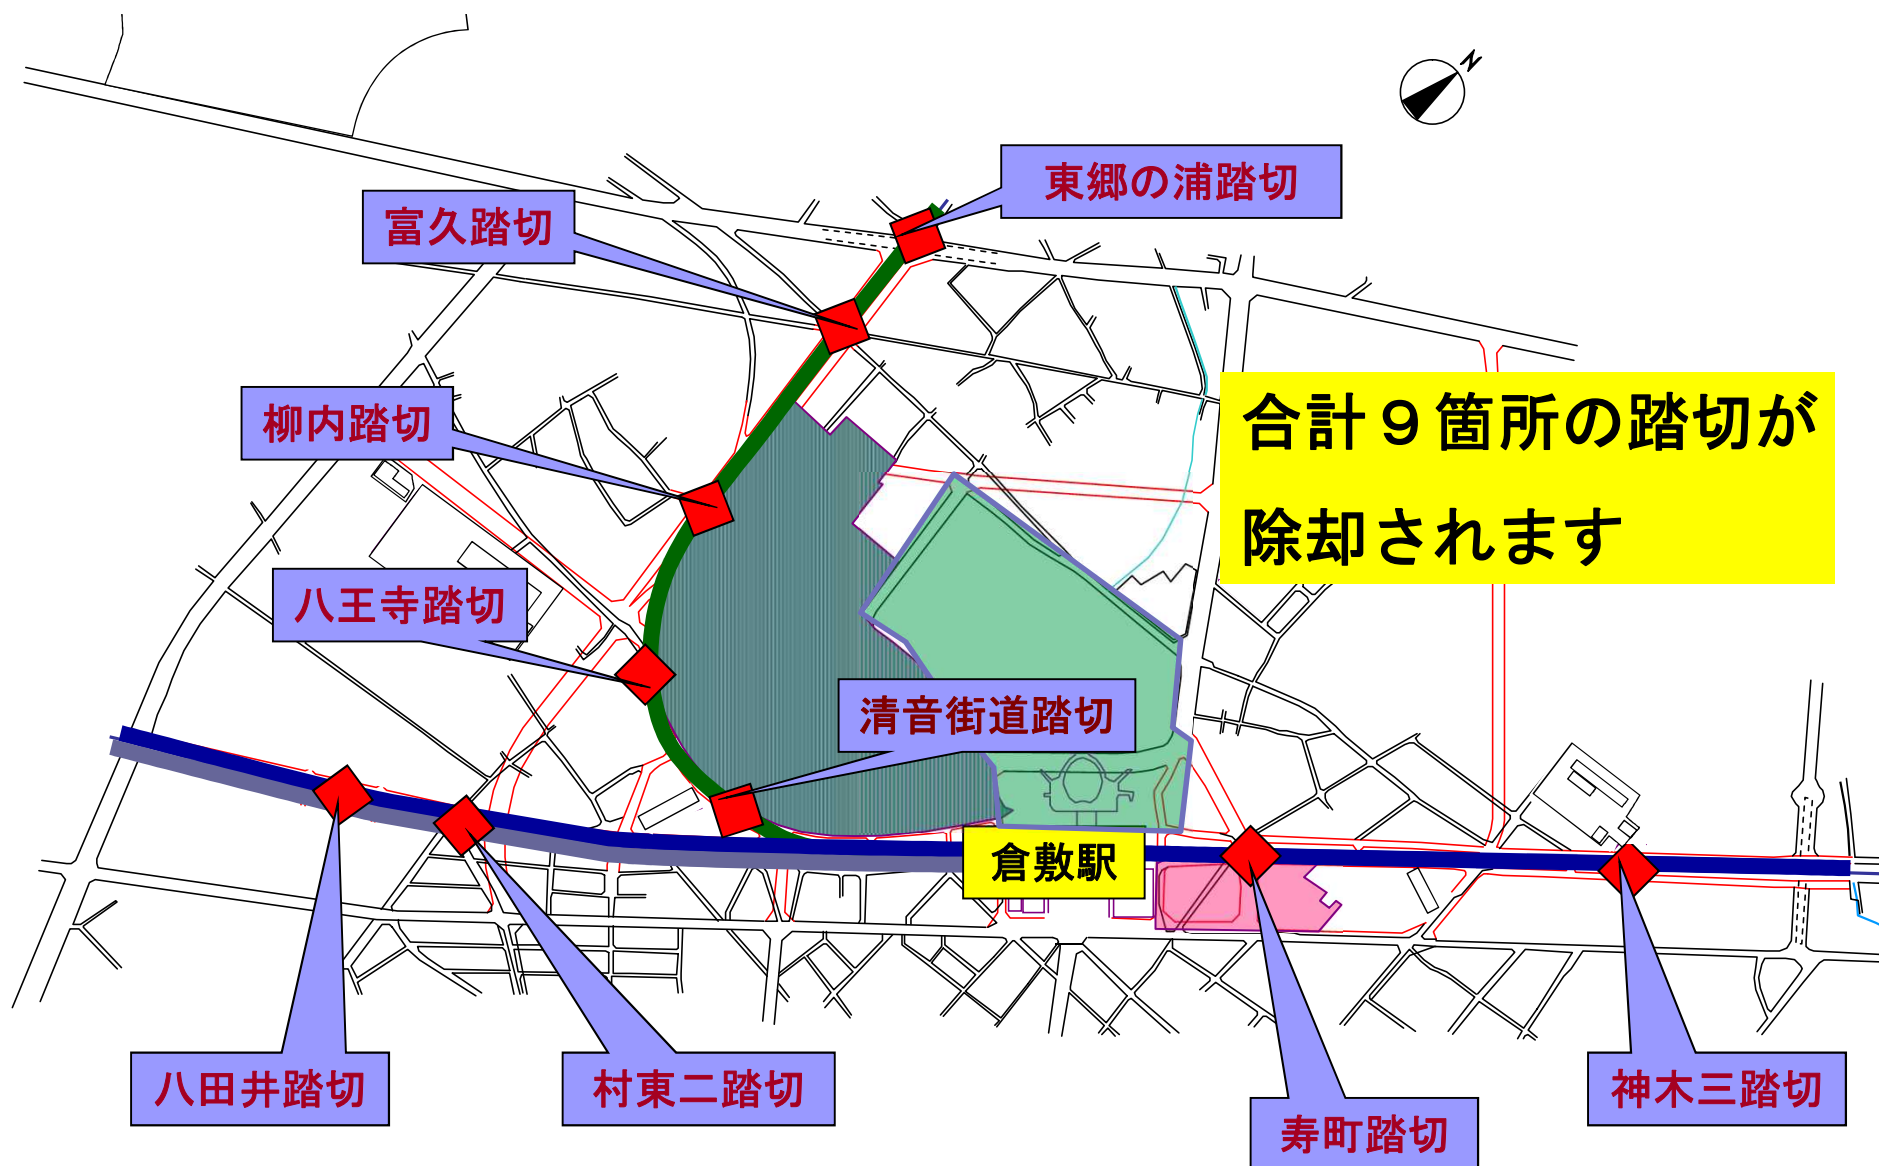 N
東郷の浦踏切
富久踏切
柳内踏切
合計９箇所の踏切が
除却されます
八王寺踏切
清音街道踏切
倉敷駅
八田井踏切
村東二踏切
寿町踏切
神木三踏切